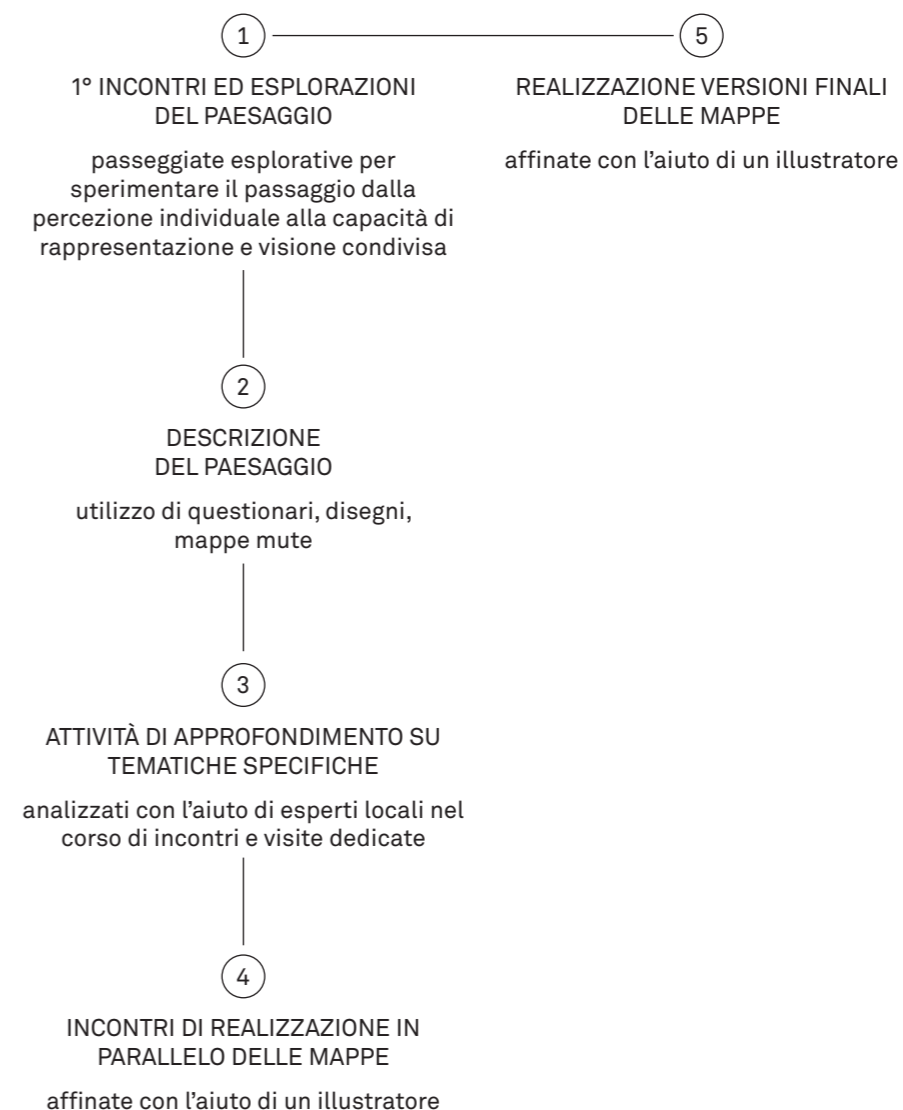 1
1° INCONTRI ED ESPLORAZIONI
DEL PAESAGGIO
passeggiate esplorative per
sperimentare il passaggio dalla
percezione individuale alla capacità di
rappresentazione e visione condivisa
2
DESCRIZIONE
DEL PAESAGGIO
utilizzo di questionari, disegni,
mappe mute
3
ATTIVITÀ DI APPROFONDIMENTO SU
TEMATICHE SPECIFICHE
analizzati con l'aiuto di esperti locali nel
corso di incontri e visite dedicate
4
INCONTRI DI REALIZZAZIONE IN
PARALLELO DELLE MAPPE
affinate con l'aiuto di un illustratore
5
REALIZZAZIONE VERSIONI FINALI
DELLE MAPPE
affinate con l'aiuto di un illustratore